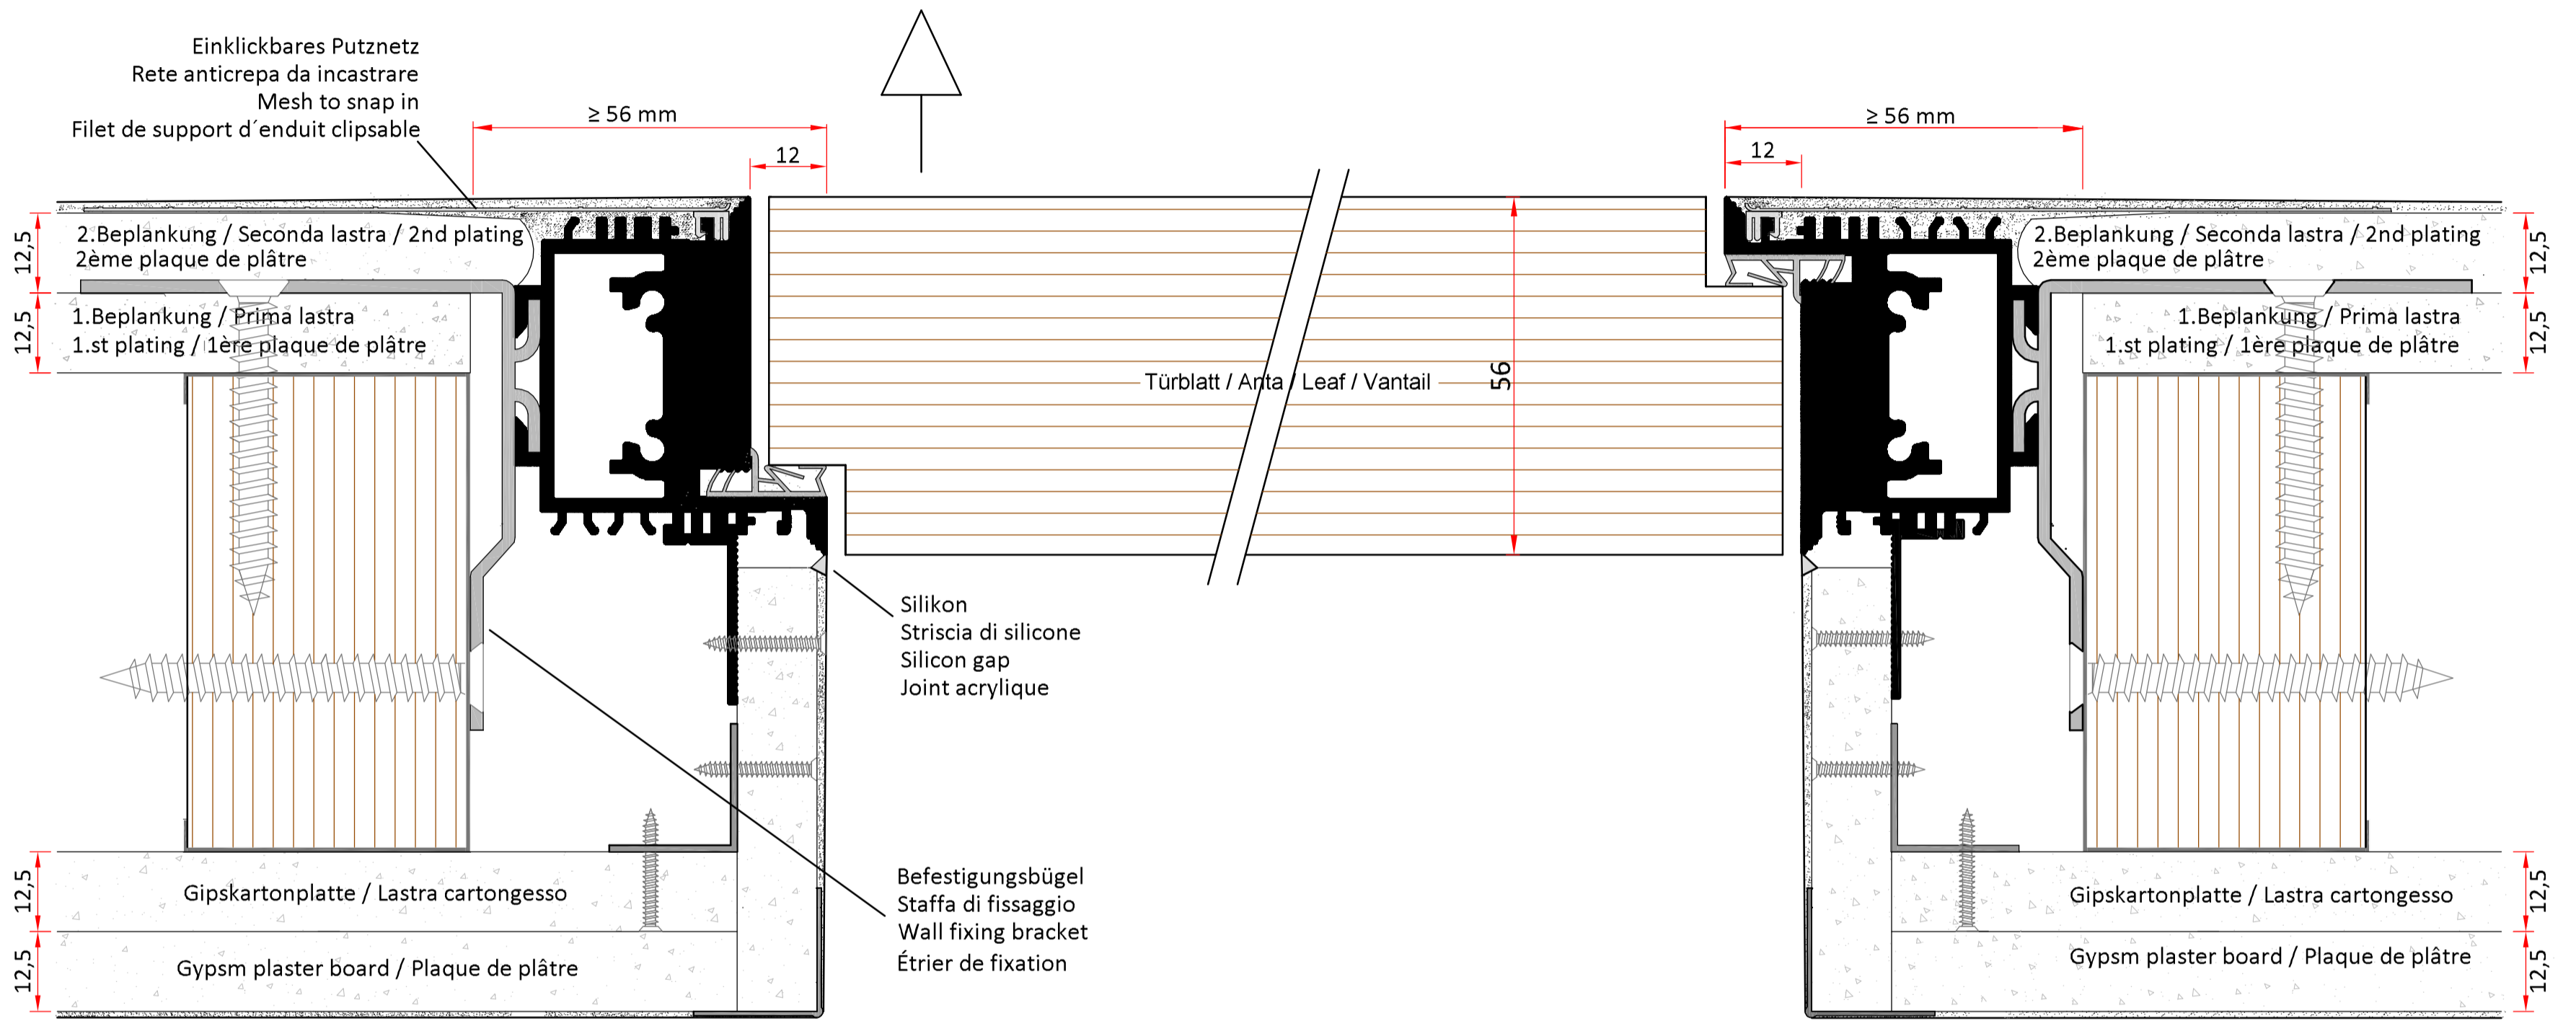 Einklickbares Putznetz
Rete anticrepa da incastrare
Mesh to snap in
Filet de support d´enduit clipsable
≥ 56 mm
12
≥ 56 mm
12
12,5
2.Beplankung / Seconda lastra / 2nd plating
2ème plaque de plâtre
12,5
1.Beplankung / Prima lastra
1.st plating / 1ère plaque de plâtre
Türblatt / Anta / Leaf / Vantail
56
2.Beplankung / Seconda lastra / 2nd plating
2ème plaque de plâtre
12,5
1.Beplankung / Prima lastra
1.st plating / 1ère plaque de plâtre
12,5
Silikon
Striscia di silicone
Silicon gap
Joint acrylique
Befestigungsbügel
Staffa di fissaggio
Wall fixing bracket
Étrier de fixation
12,5
Gipskartonplatte / Lastra cartongesso
12,5
Gypsm plaster board / Plaque de plâtre
Gipskartonplatte / Lastra cartongesso
12,5
Gypsm plaster board / Plaque de plâtre
12,5